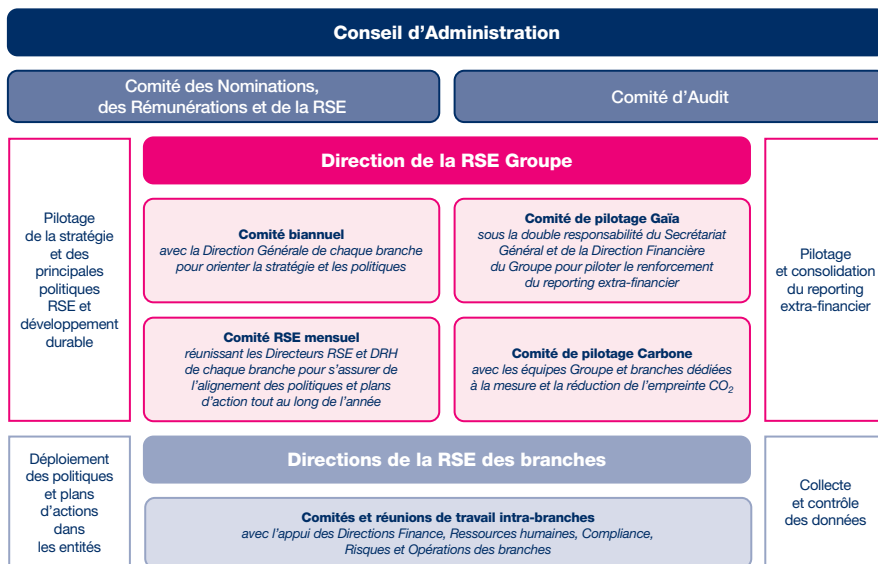 Conseil d’Administration
Comité des Nominations,
des Rémunérations et de la RSE
Comité d’Audit
Pilotage
de la stratégie
et des
principales
politiques
RSE et
développement
durable
Direction de la RSE Groupe
Comité biannuel
avec la Direction Générale de chaque branche
pour orienter la stratégie et les politiques
Comité de pilotage Gaïa
sous la double responsabilité du Secrétariat
Général et de la Direction Financière
du Groupe pour piloter le renforcement
du reporting extra-financier
Comité RSE mensuel
réunissant les Directeurs RSE et DRH
de chaque branche pour s’assurer de
l’alignement des politiques et plans
d’action tout au long de l’année
Comité de pilotage Carbone
avec les équipes Groupe et branches dédiées
à la mesure et la réduction de l’empreinte CO₂
Pilotage
et consolidation
du reporting
extra-financier
Déploiement
des politiques
et plans
d’actions
dans
les entités
Directions de la RSE des branches
Comités et réunions de travail intra-branches
avec l’appui des Directions Finance, Ressources humaines, Compliance,
Risques et Opérations des branches
Collecte
et contrôle
des données